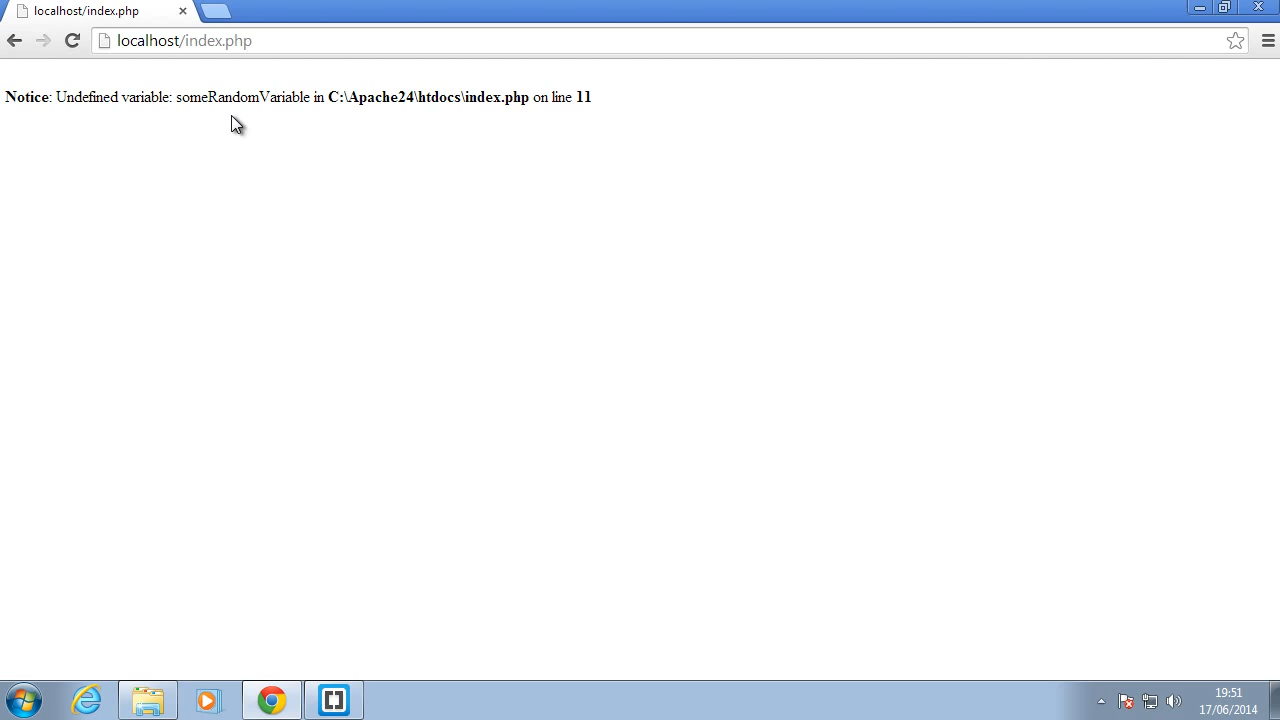 localhost/index.php
localhost/index.php
Notice: Undefined variable: someRandomVariable in C:\Apache24\htdocs\index.php on line 11
19:51
17/06/2014